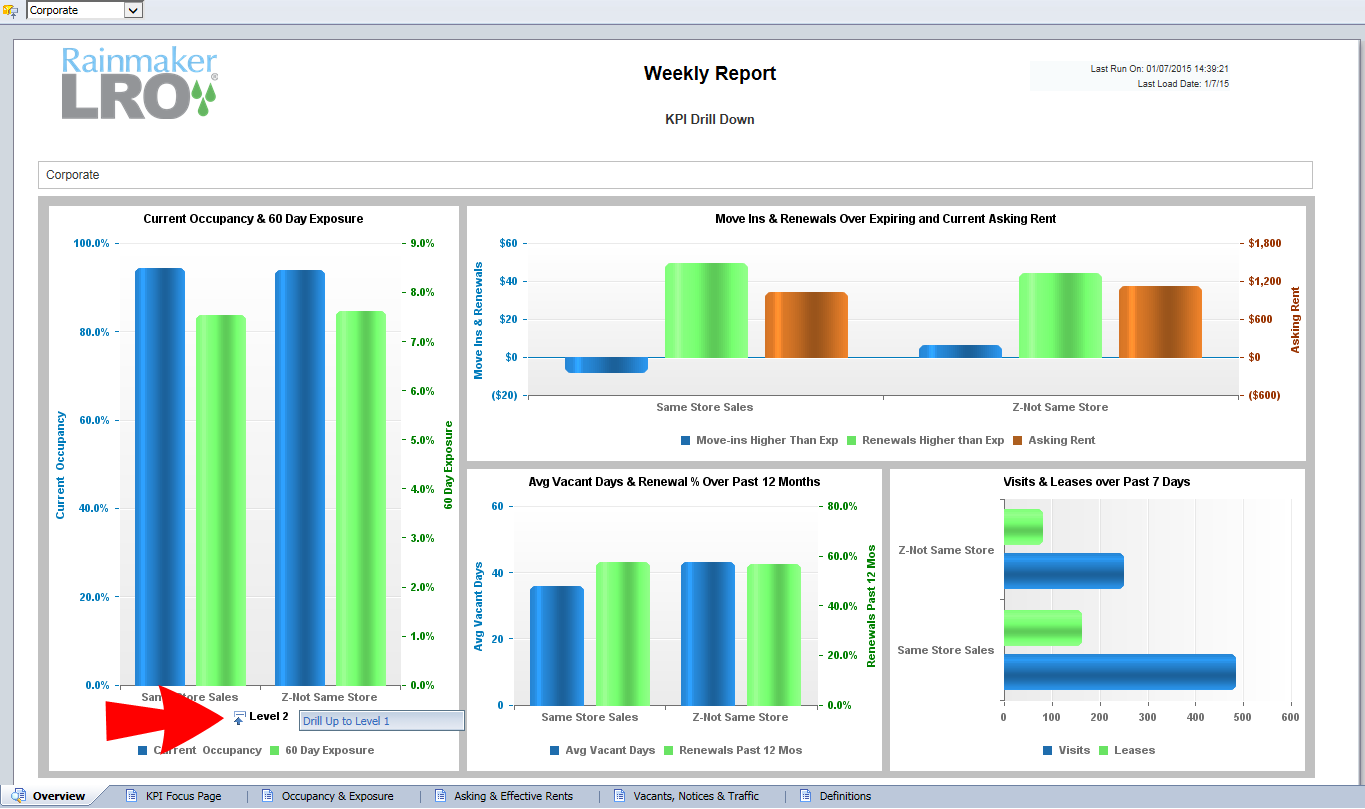 Corporate
Rainmaker
LRO®
Weekly Report
KPI Drill Down
Last Run On: 01/07/2015 14:39:21
Last Load Date: 1/7/15
Corporate
Current Occupancy & 60 Day Exposure
100.0%
80.0%
60.0%
40.0%
20.0%
0.0%
Current Occupancy
9.0%
8.0%
7.0%
6.0%
5.0%
4.0%
3.0%
2.0%
1.0%
0.0%
60 Day Exposure
Same Store Sales
Z-Not Same Store
Level 2
Drill Up to Level 1
Current Occupancy
60 Day Exposure
Move Ins & Renewals Over Expiring and Current Asking Rent
$60
$40
$20
$0
($20)
Move Ins & Renewals
$1,800
$1,200
$600
$0
($600)
Asking Rent
Same Store Sales
Z-Not Same Store
Move-ins Higher Than Exp
Renewals Higher than Exp
Asking Rent
Avg Vacant Days & Renewal % Over Past 12 Months
60
40
20
0
Avg Vacant Days
80.0%
60.0%
40.0%
20.0%
0.0%
Renewals Past 12 Mos
Same Store Sales
Z-Not Same Store
Avg Vacant Days
Renewals Past 12 Mos
Visits & Leases over Past 7 Days
Z-Not Same Store
Same Store Sales
0 100 200 300 400 500 600
Visits
Leases
Overview
KPI Focus Page
Occupancy & Exposure
Asking & Effective Rents
Vacants, Notices & Traffic
Definitions